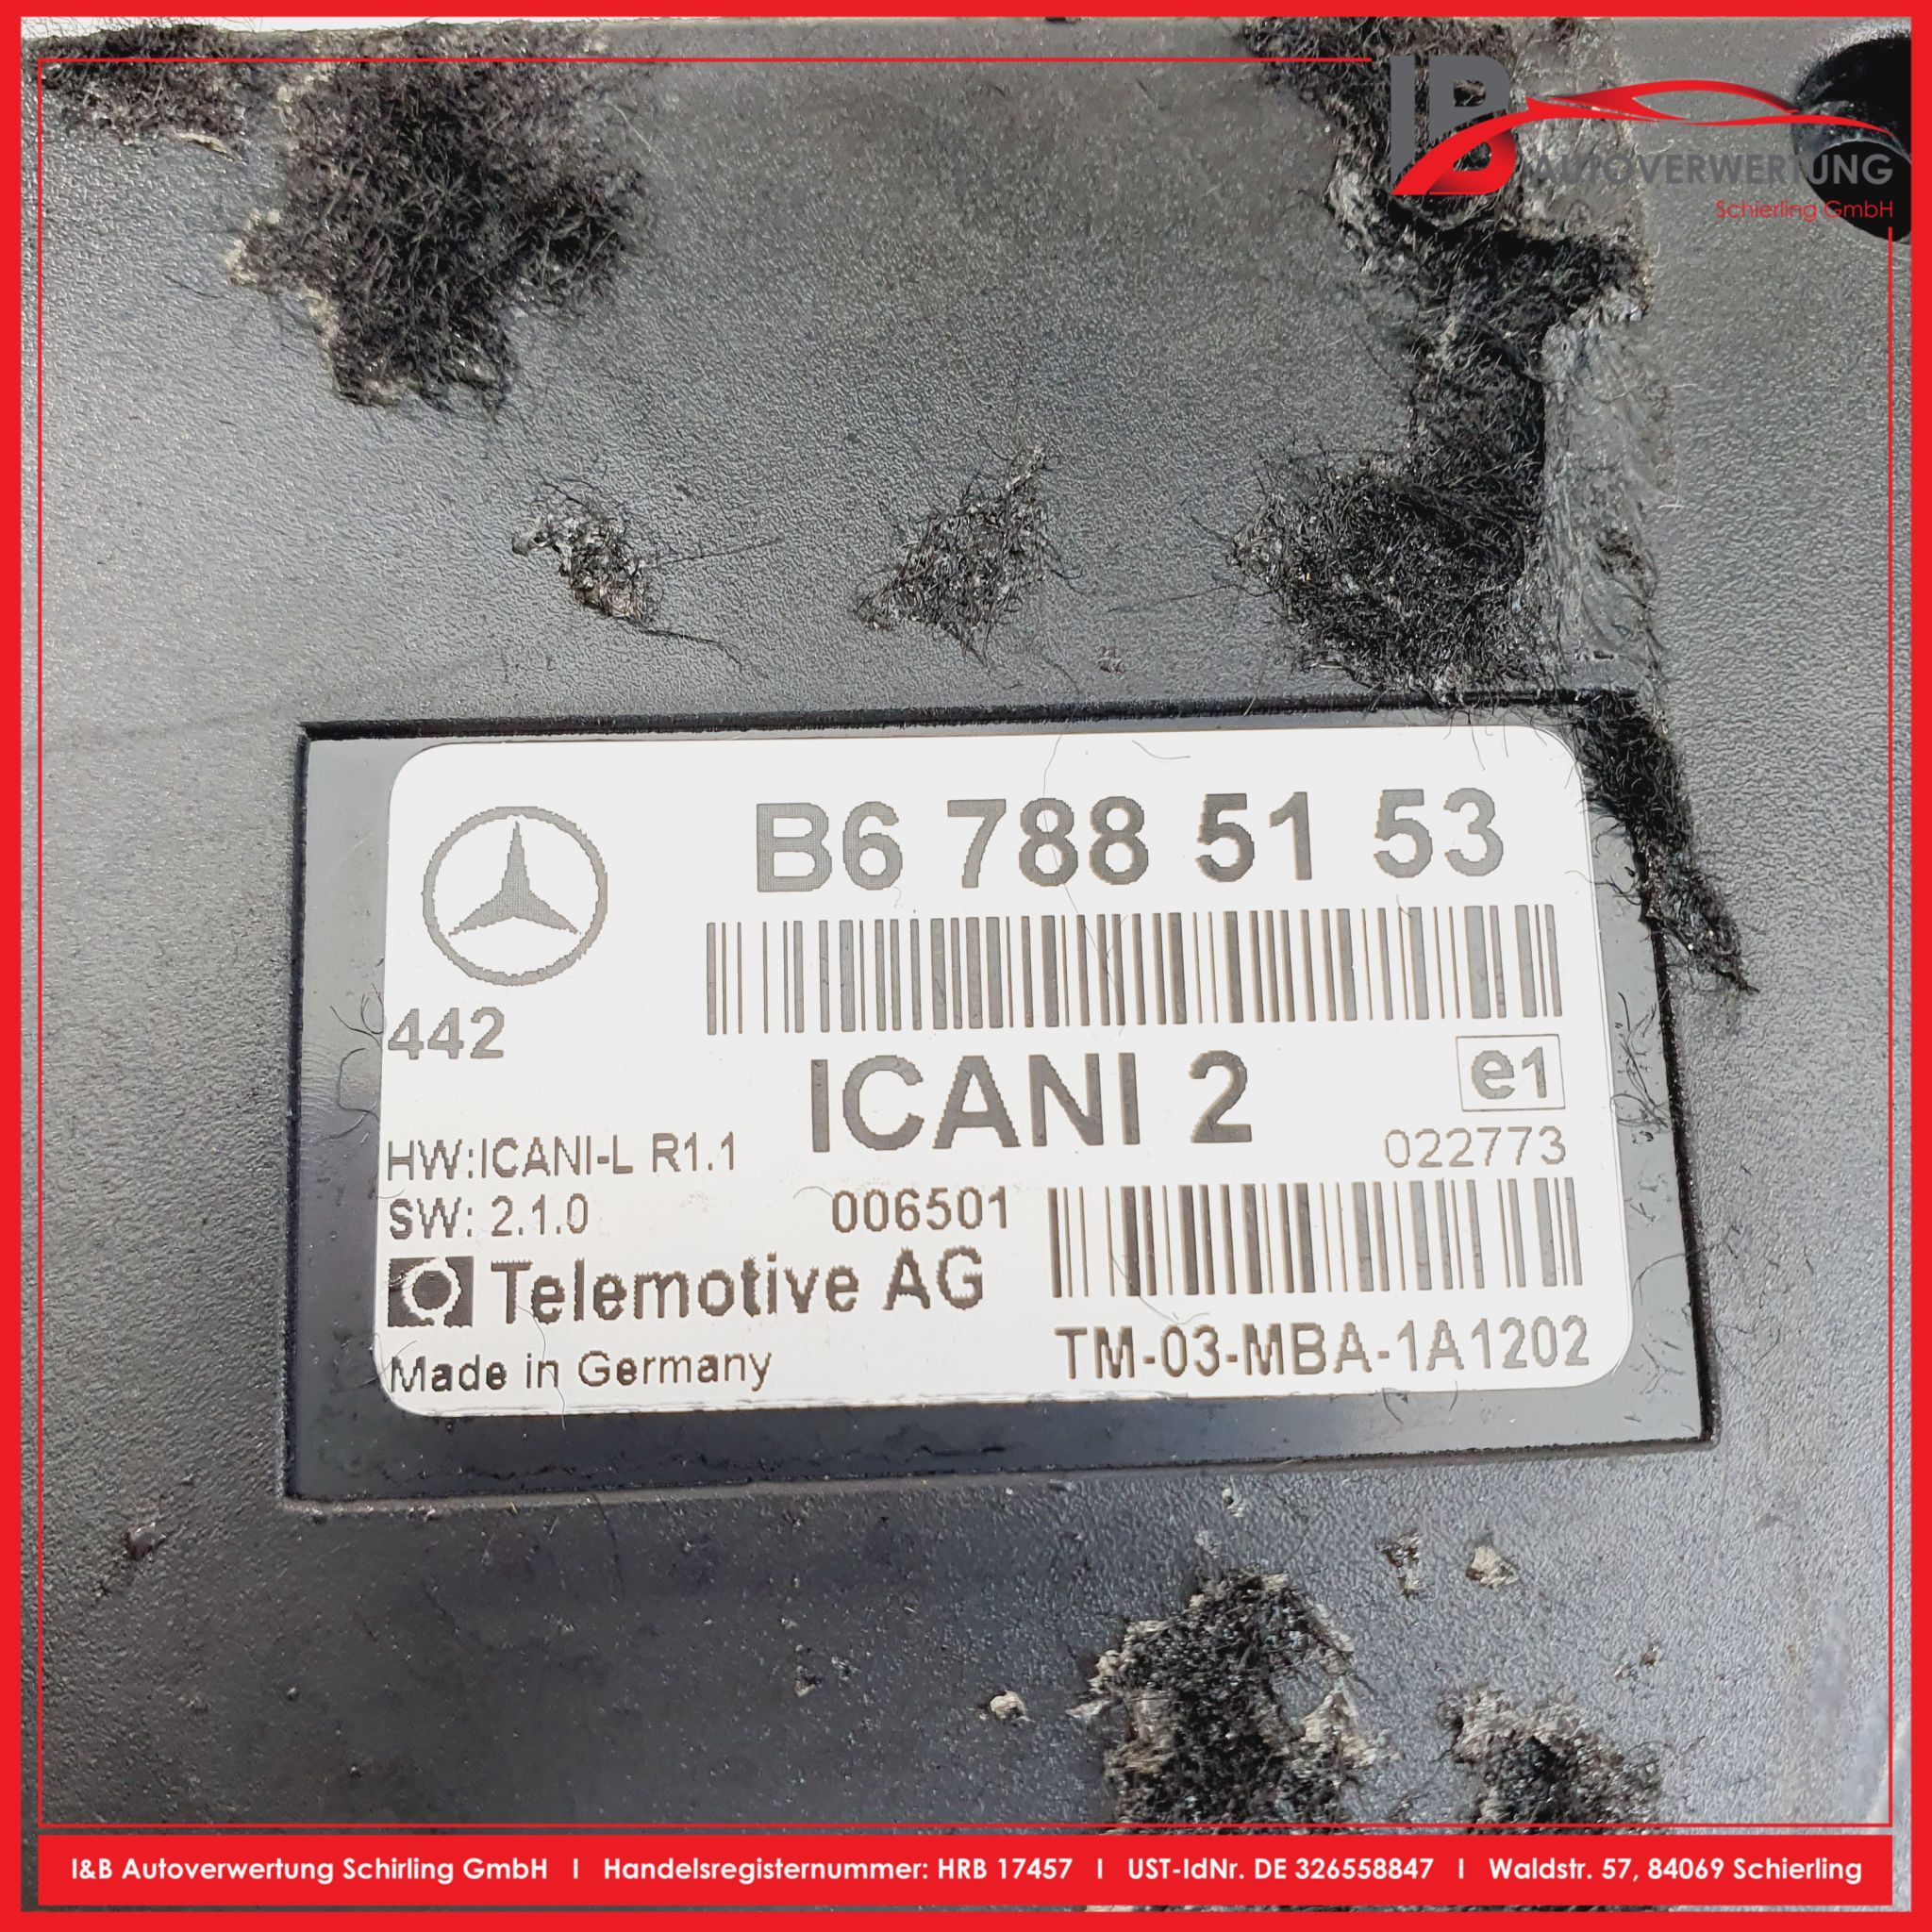 IB
AUTOVERWERTUNG
Schierling GmbH
B6 788 51 53
442
ICANI 2
e1
HW:ICANI-L R1.1
022773
SW: 2.1.0
006501
Telemotive AG
Made in Germany
TM-03-MBA-1A1202
I&B Autoverwertung Schirling GmbH I Handelsregisternummer: HRB 17457 I UST-IdNr. DE 326558847 I Waldstr. 57, 84069 Schierling